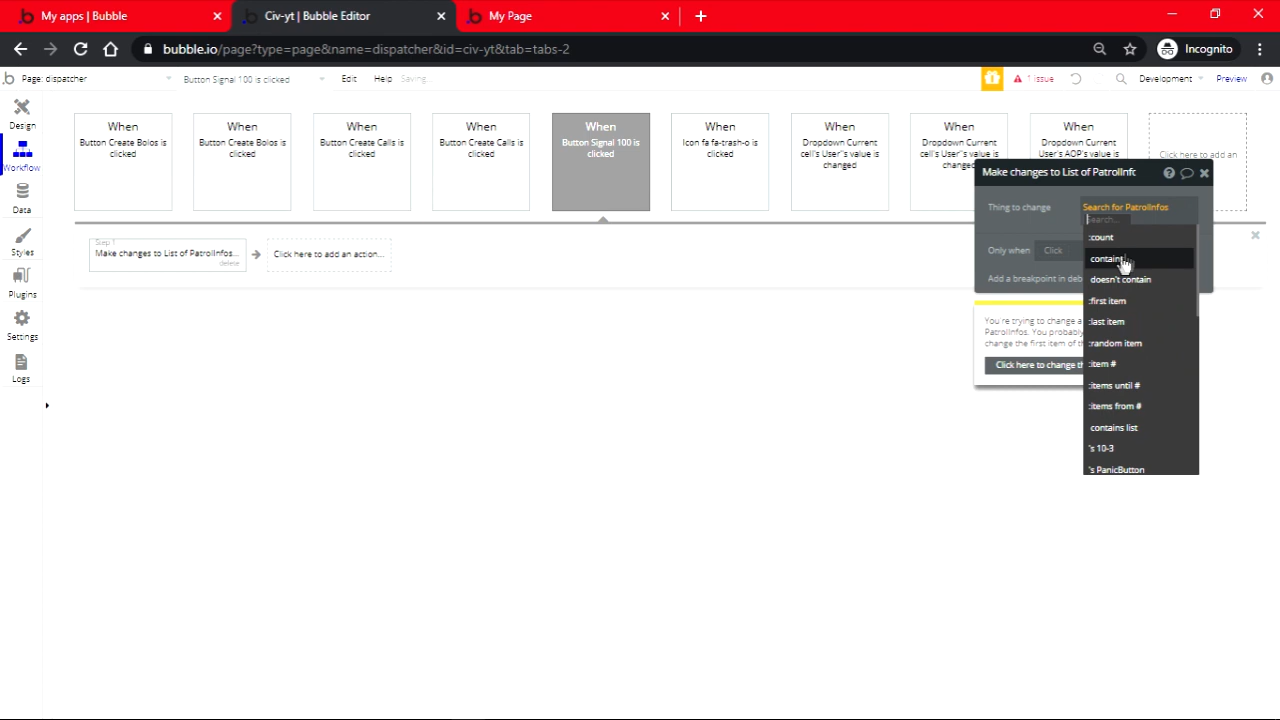 My apps | Bubble
Civ-yt | Bubble Editor
My Page
bubble.io/page?type=page&name=dispatcher&id=civ-yt&tab=tabs-2
Incognito
Page: dispatcher
Button Signal 100 is clicked
Edit
Help
Saving...
1 issue
Development
Preview
Design
Workflow
Data
Styles
Plugins
Settings
Logs
When
Button Create Bolos is
clicked
When
Button Create Bolos is
clicked
When
Button Create Calls is
clicked
When
Button Create Calls is
clicked
When
Button Signal 100 is
clicked
When
Icon fa fa-trash-o is
clicked
When
Dropdown Current
cell's User's value is
changed
When
Dropdown Current
cell's User's value is
changed
When
Dropdown Current
User's AOP's value is
Click here to add an
Step 1
Make changes to List of PatrolInfos...
delete
Click here to add an action...
Make changes to List of PatrolInfo
Thing to change
Search for PatrolInfos
Search...
Only when
Click
Add a breakpoint in deb
You're trying to change a
PatrolInfos. You probably
change the first item of th
Click here to change th
:count
contains
doesn't contain
:first item
:last item
:random item
:item #
:items until #
:items from #
contains list
's 10-3
's PanicButton